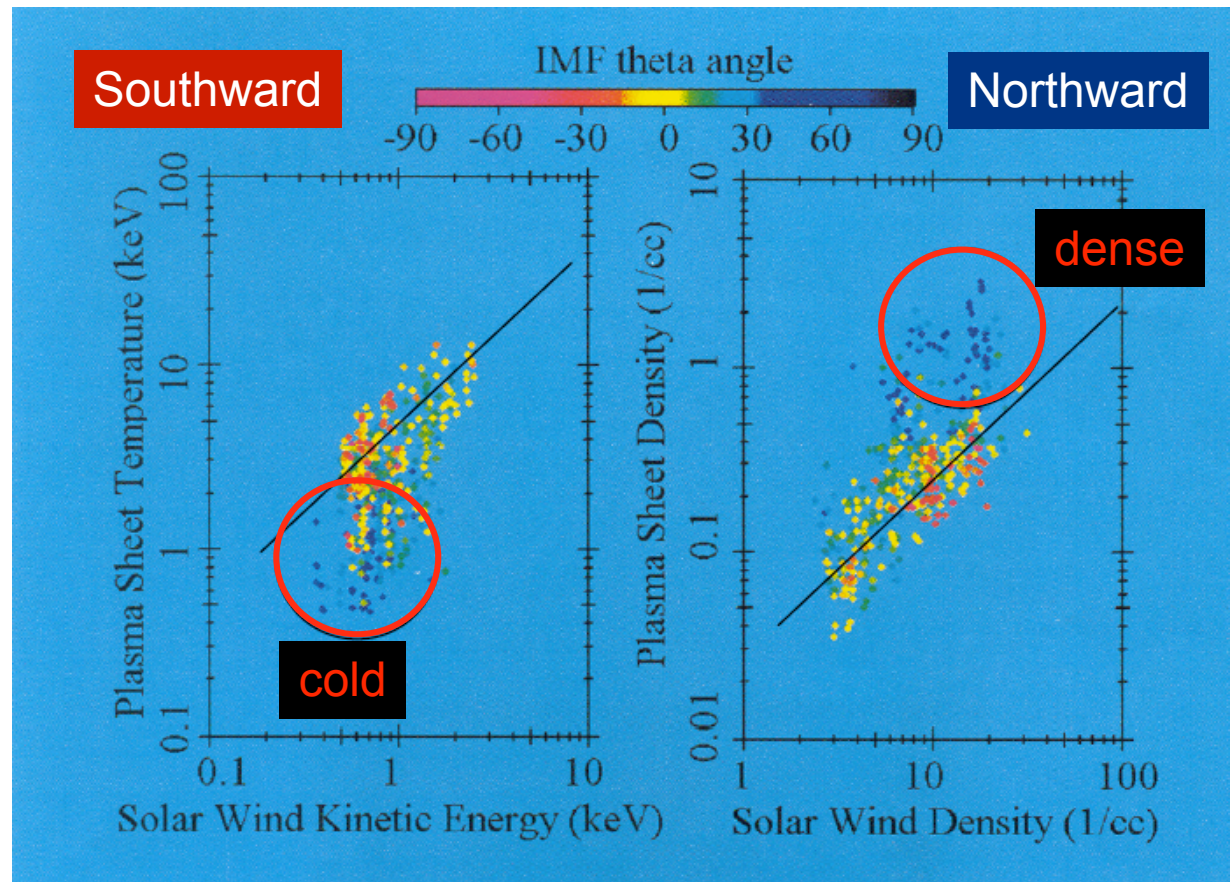 Southward
IMF theta angle
Northward
-90 -60 -30 0 30 60 90
Plasma Sheet Temperature (keV)
100
10
1
0.1
cold
0.1 1 10
Solar Wind Kinetic Energy (keV)
Plasma Sheet Density (1/cc)
10
1
0.1
0.01
dense
1 10 100
Solar Wind Density (1/cc)